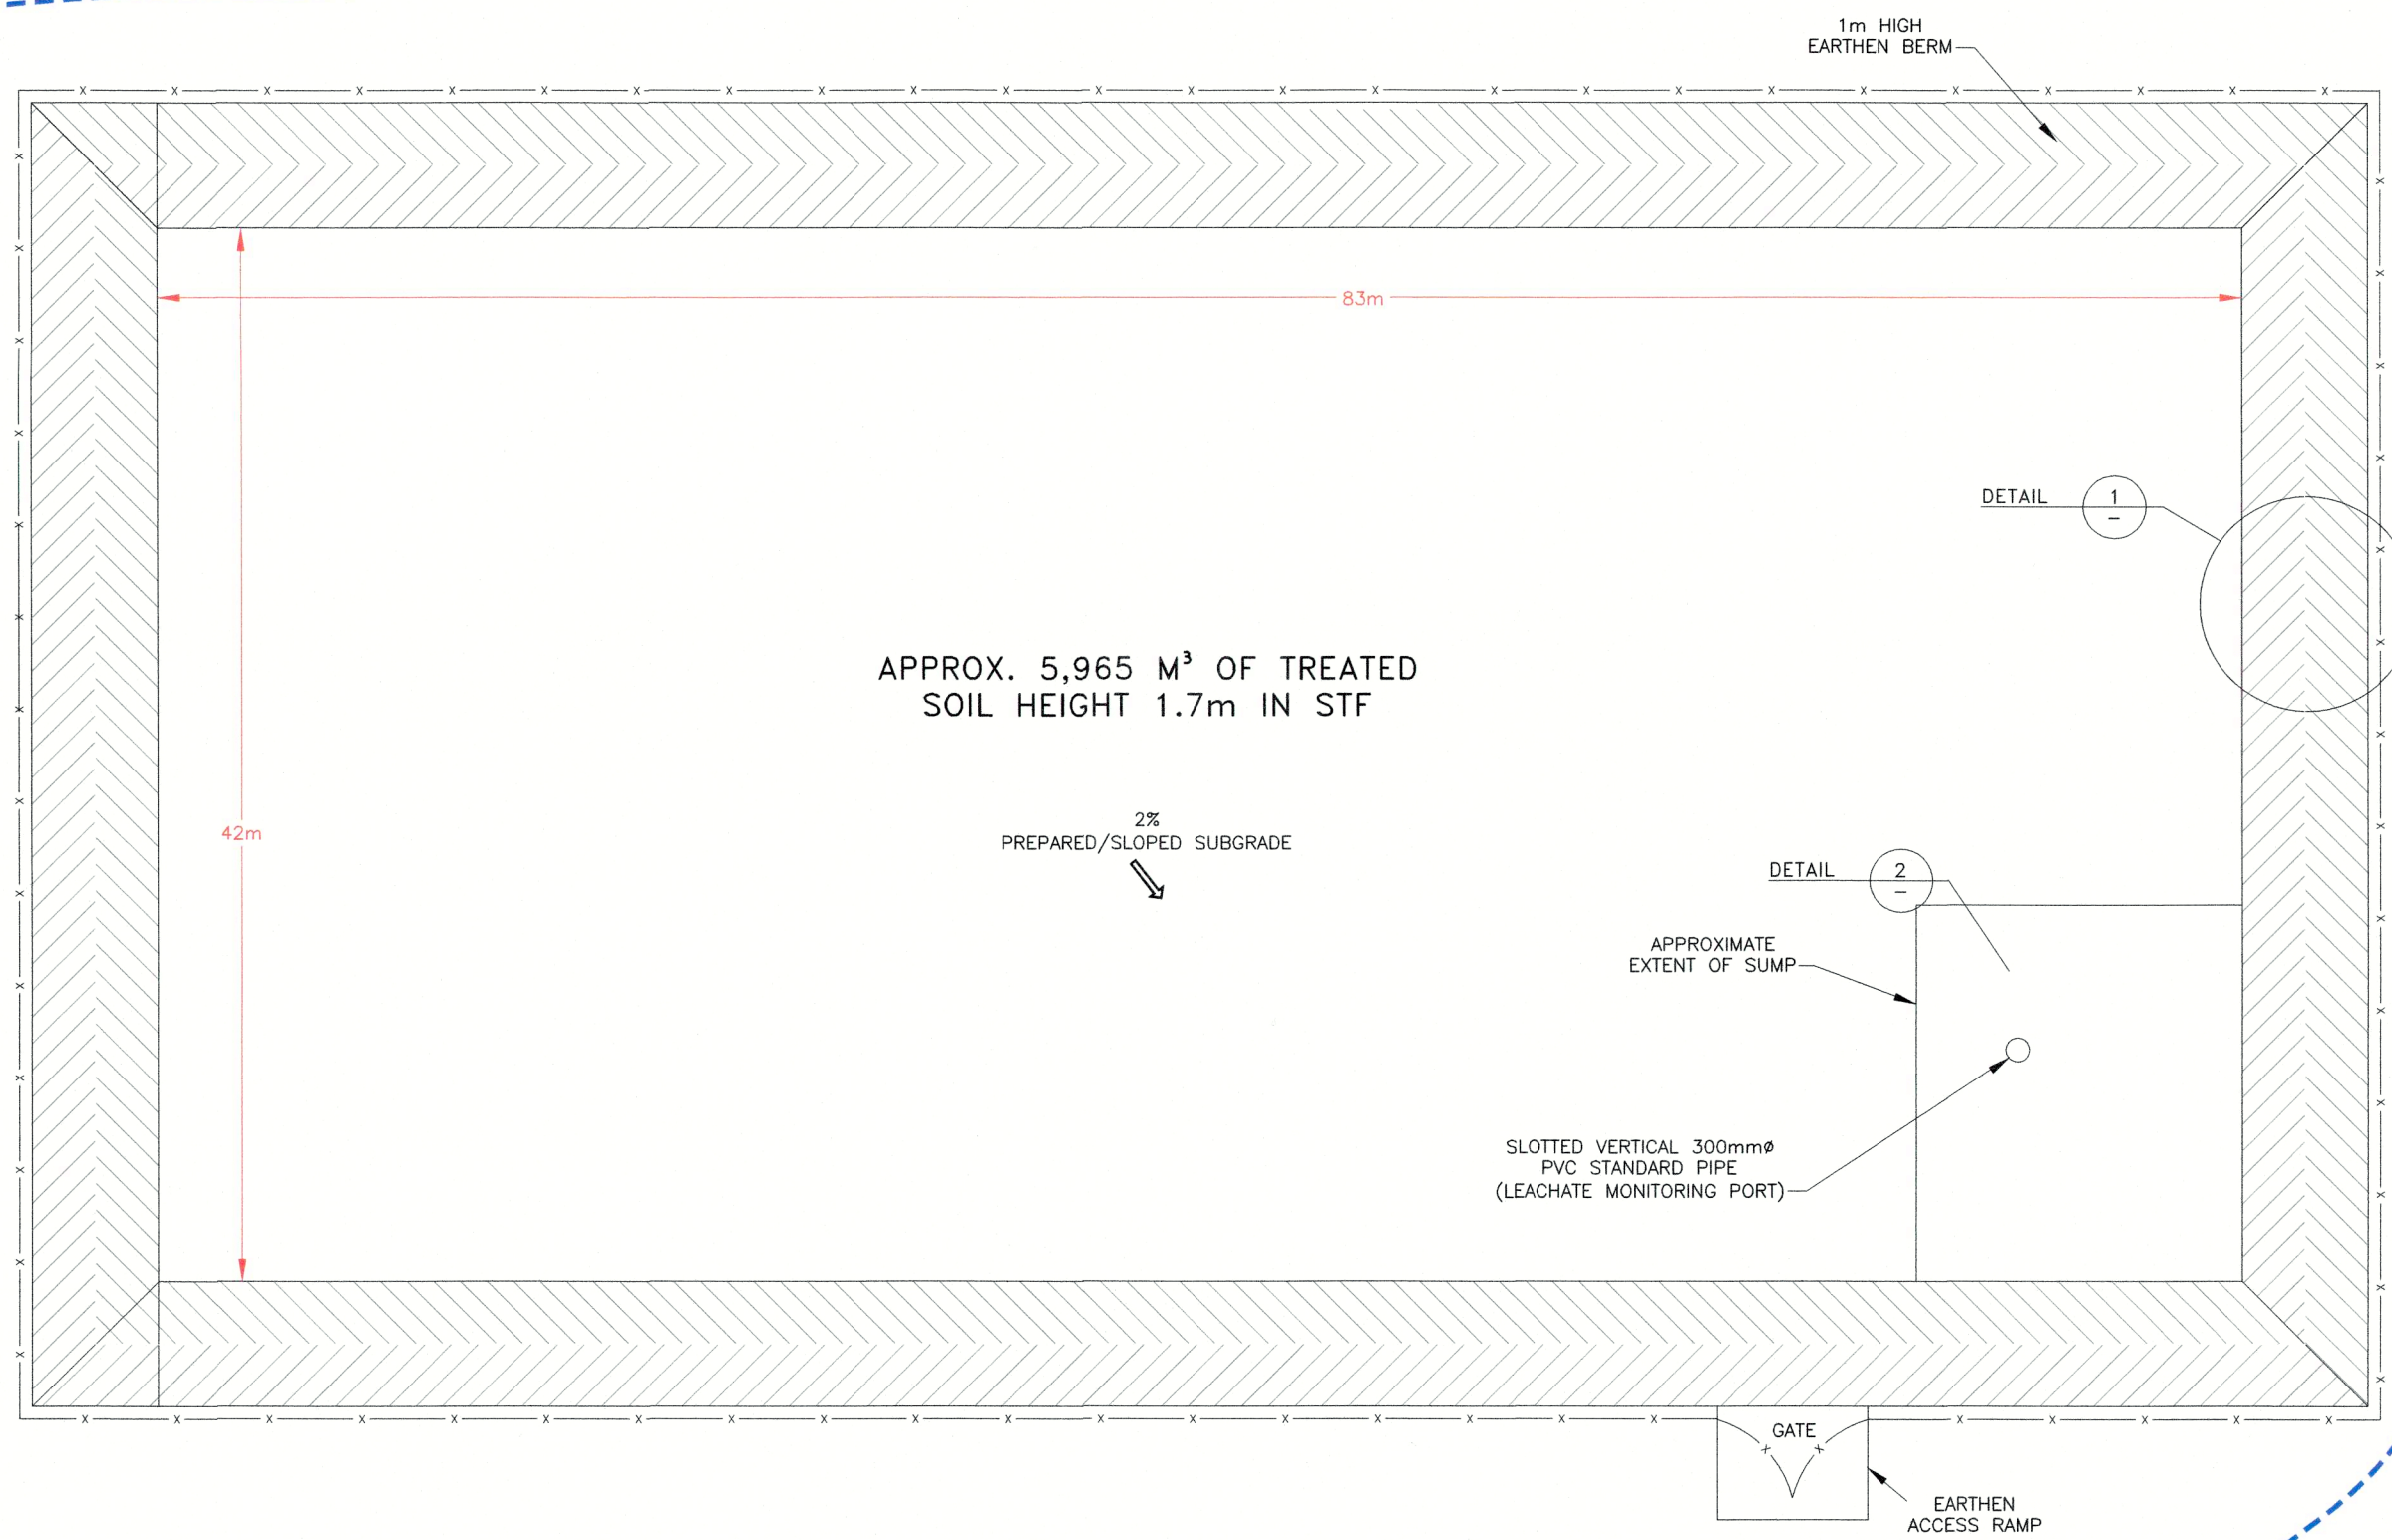 1m HIGH
EARTHEN BERM
83m
DETAIL 1
–
APPROX. 5,965 M³ OF TREATED
SOIL HEIGHT 1.7m IN STF
42m
2%
PREPARED/SLOPED SUBGRADE
DETAIL 2
–
APPROXIMATE
EXTENT OF SUMP
SLOTTED VERTICAL 300mmø
PVC STANDARD PIPE
(LEACHATE MONITORING PORT)
GATE
EARTHEN
ACCESS RAMP